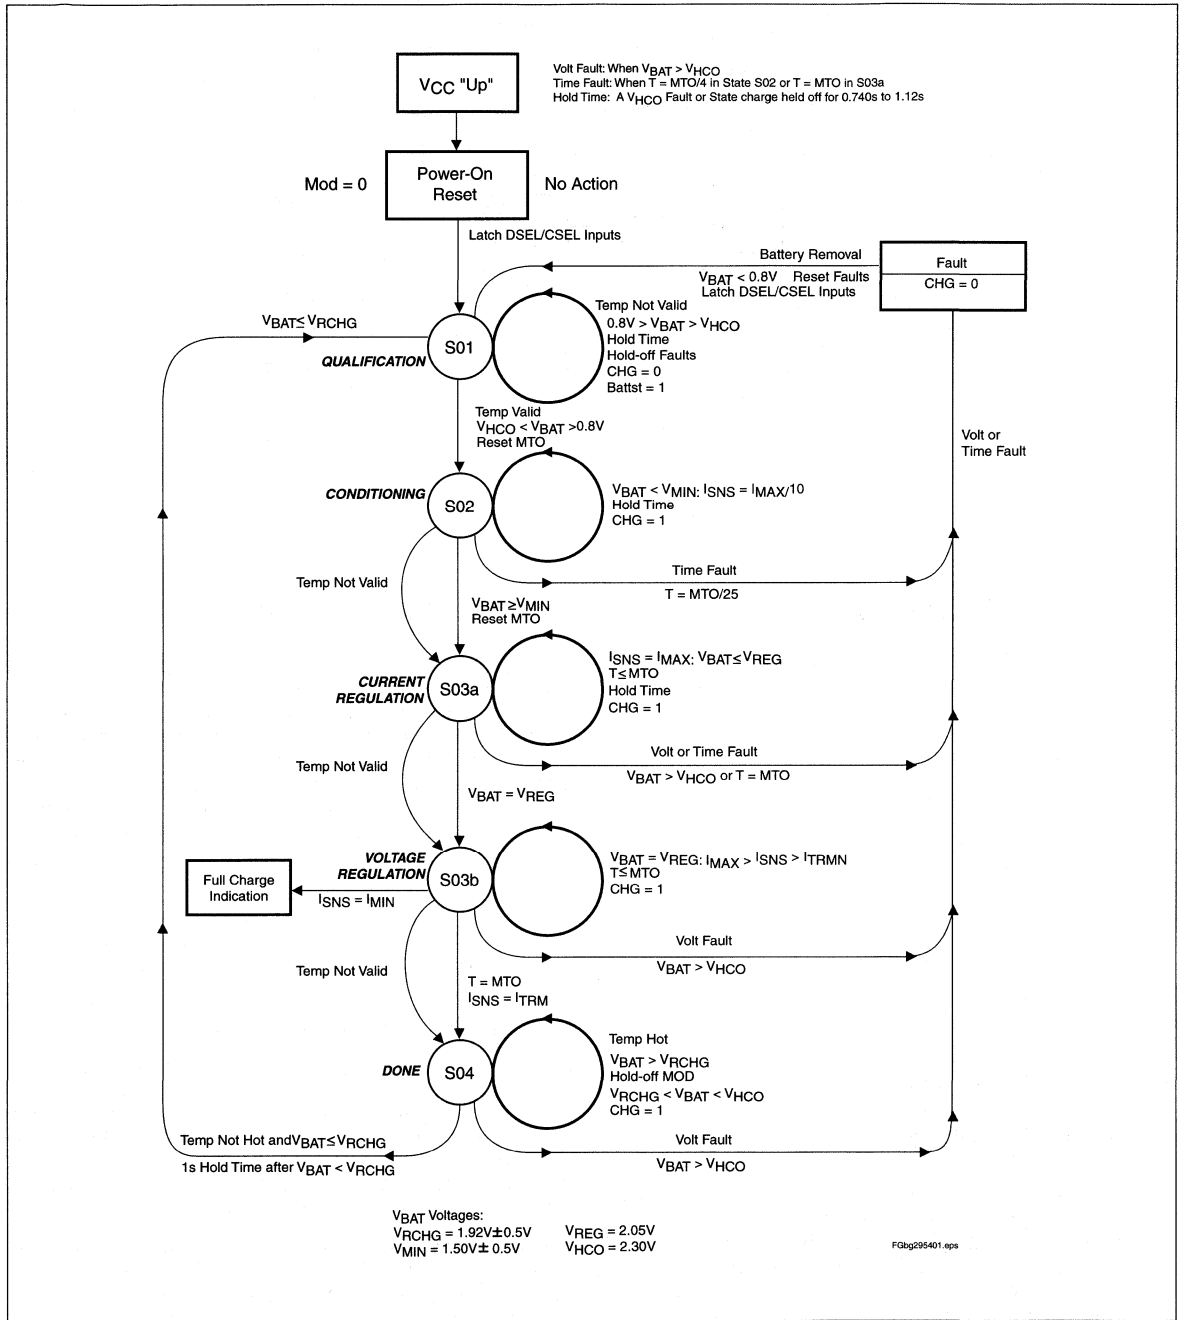 VCC "Up"
Volt Fault: When VBAT > VHCO
Time Fault: When T = MTO/4 in State S02 or T = MTO in S03a
Hold Time: A VHCO Fault or State charge held off for 0.740s to 1.12s
Mod = 0
Power-On
Reset
No Action
Latch DSEL/CSEL Inputs
Battery Removal
VBAT < 0.8V Reset Faults
Latch DSEL/CSEL Inputs
Fault
CHG = 0
VBAT≤VRCHG
S01
QUALIFICATION
Temp Not Valid
0.8V > VBAT > VHCO
Hold Time
Hold-off Faults
CHG = 0
Battst = 1
Temp Valid
VHCO < VBAT >0.8V
Reset MTO
Volt or
Time Fault
CONDITIONING
S02
VBAT < VMIN: ISNS = IMAX/10
Hold Time
CHG = 1
Temp Not Valid
Time Fault
T = MTO/25
VBAT≥VMIN
Reset MTO
CURRENT
REGULATION
S03a
ISNS = IMAX: VBAT≤VREG
T≤MTO
Hold Time
CHG = 1
Temp Not Valid
Volt or Time Fault
VBAT > VHCO or T = MTO
VBAT = VREG
VOLTAGE
REGULATION
S03b
VBAT = VREG: IMAX > ISNS > ITRMN
T≤MTO
CHG = 1
Full Charge
Indication
ISNS = IMIN
Temp Not Valid
Volt Fault
VBAT > VHCO
T = MTO
ISNS = ITRM
DONE
S04
Temp Hot
VBAT > VRCHG
Hold-off MOD
VRCHG < VBAT < VHCO
CHG = 1
Temp Not Hot andVBAT≤VRCHG
1s Hold Time after VBAT < VRCHG
Volt Fault
VBAT > VHCO
VBAT Voltages:
VRCHG = 1.92V±0.5V VREG = 2.05V
VMIN = 1.50V± 0.5V VHCO = 2.30V
FGbg295401.eps